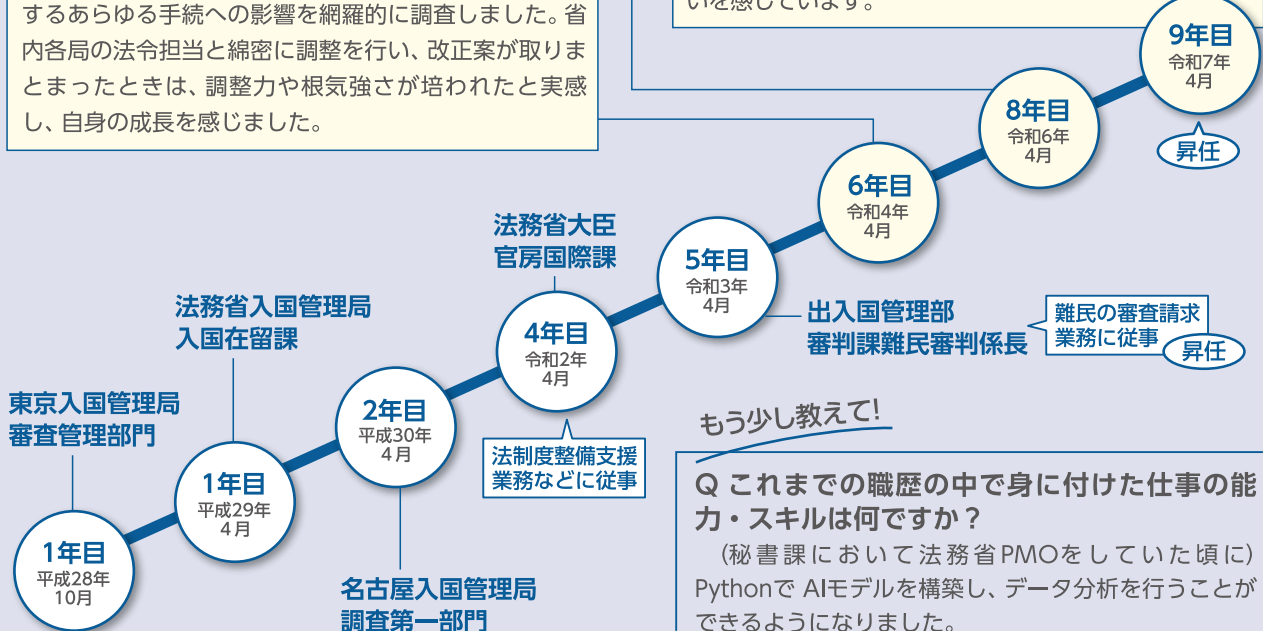 するあらゆる手続への影響を網羅的に調査しました。省
内各局の法令担当と綿密に調整を行い、改正案が取りま
とまったときは、調整力や根気強さが培われたと実感
し、自身の成長を感じました。
いを感じています。
9年目
令和7年
4月
昇任
8年目
令和6年
4月
6年目
令和4年
4月
5年目
令和3年
4月
出入国管理部
審判課難民審判係長
難民の審査請求
業務に従事
昇任
法務省大臣
官房国際課
4年目
令和2年
4月
法制度整備支援
業務などに従事
2年目
平成30年
4月
名古屋入国管理局
調査第一部門
法務省入国管理局
入国在留課
1年目
平成29年
4月
東京入国管理局
審査管理部門
1年目
平成28年
10月
もう少し教えて!
Q これまでの職歴の中で身に付けた仕事の能
力・スキルは何ですか？
（秘書課において法務省PMOをしていた頃に）
Pythonで AIモデルを構築し、データ分析を行うことが
できるようになりました。